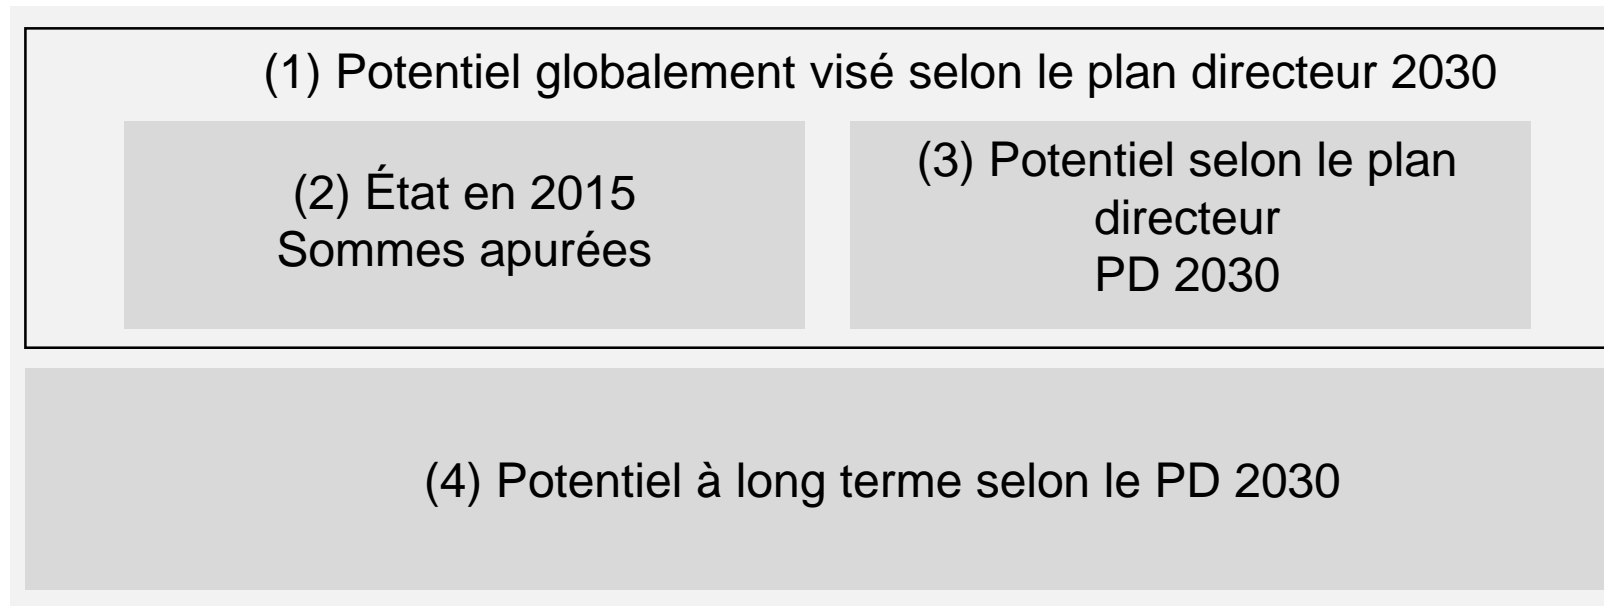 (1) Potentiel globalement visé selon le plan directeur 2030
(2) État en 2015
Sommes apurées
(3) Potentiel selon le plan
directeur
PD 2030
(4) Potentiel à long terme selon le PD 2030